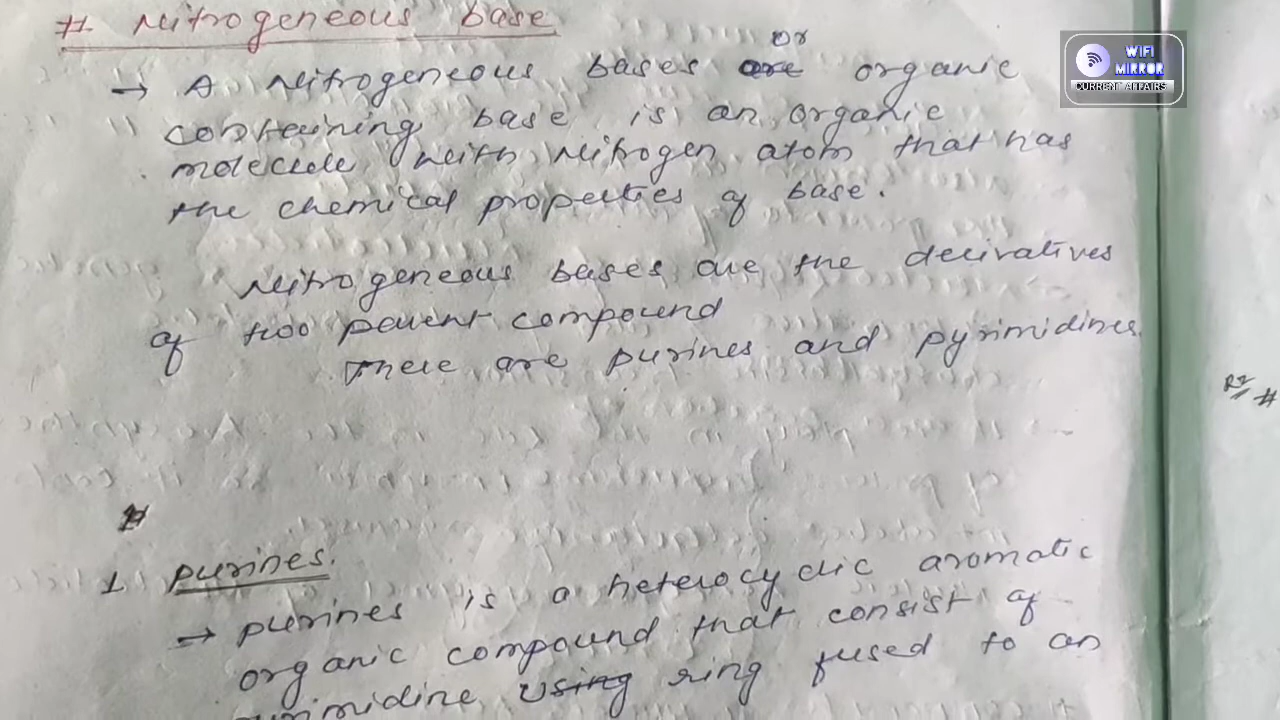 # Nitrogeneous base
→ A Nitrogeneous bases are or organic
containing base is an organic
molecule with Nitrogen atom that has
the chemical properties of base.
Nitrogeneous bases are the derivatives
of two parent compound
There are purines and pyrimidines.
#
1 purines.
→ purines is a heterocyclic aromatic
organic compound that consist of
using ring fused to an
R2 #
WIFI
MIRROR
CURRENT AFFAIRS